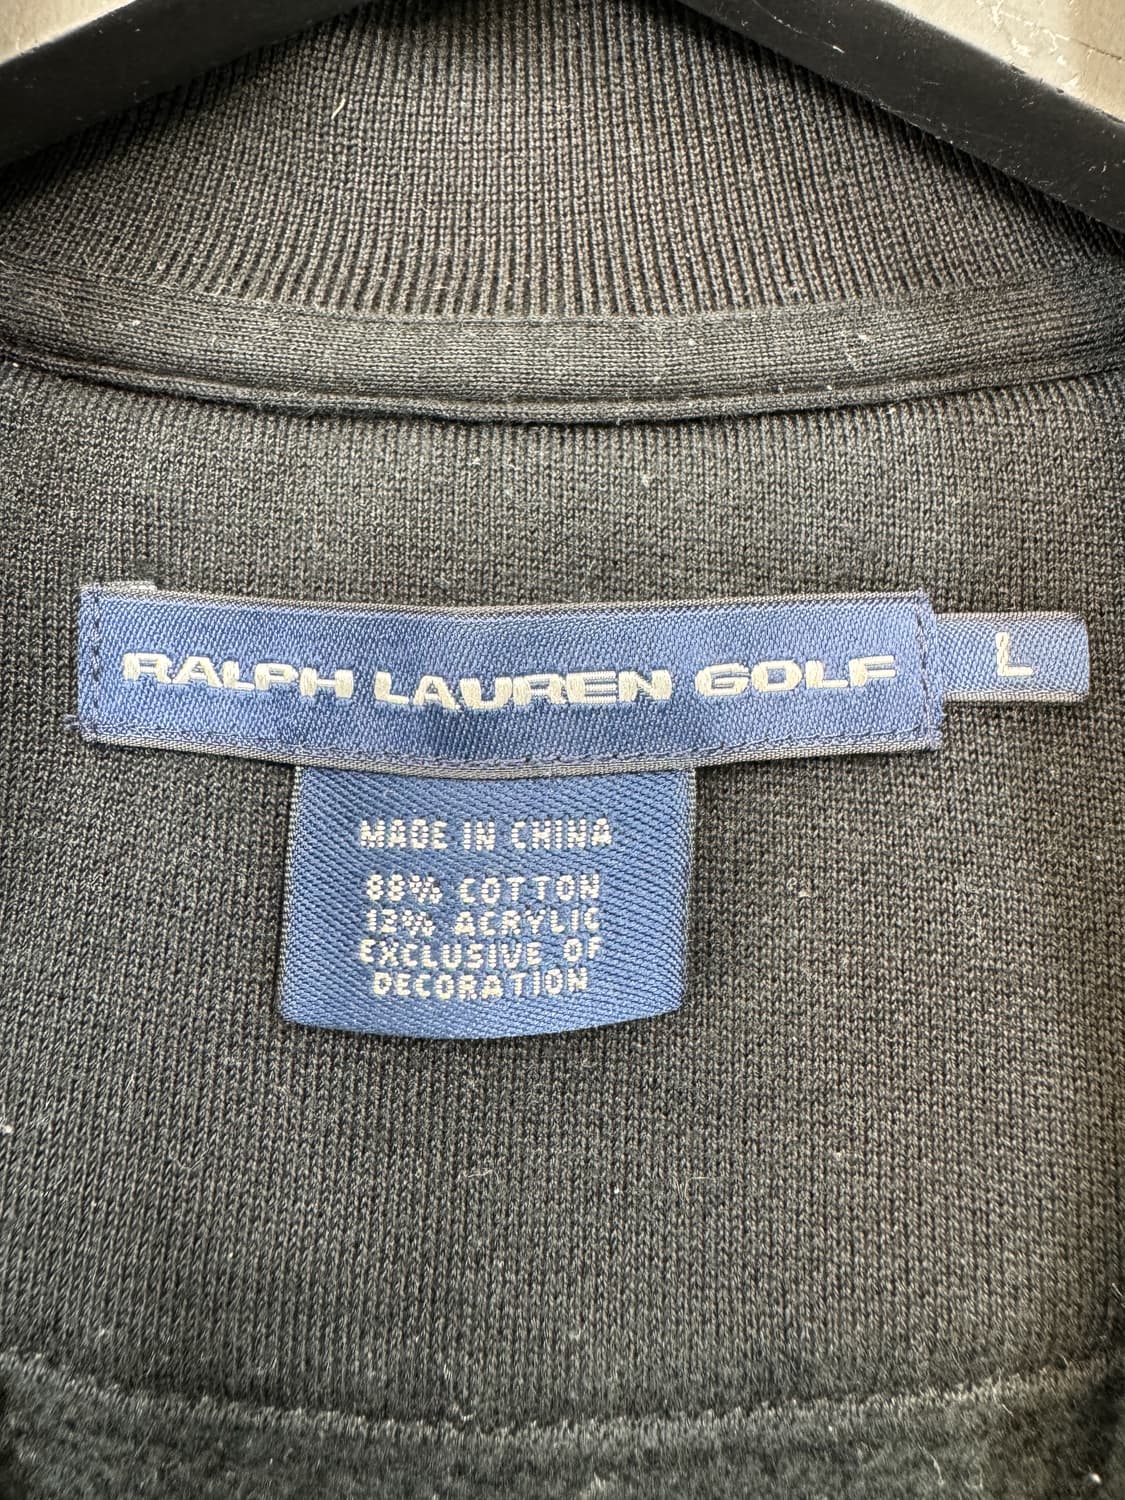 RALPH LAUREN GOLF
L
MADE IN CHINA
88% COTTON
12% ACRYLIC
EXCLUSIVE OF
DECORATION